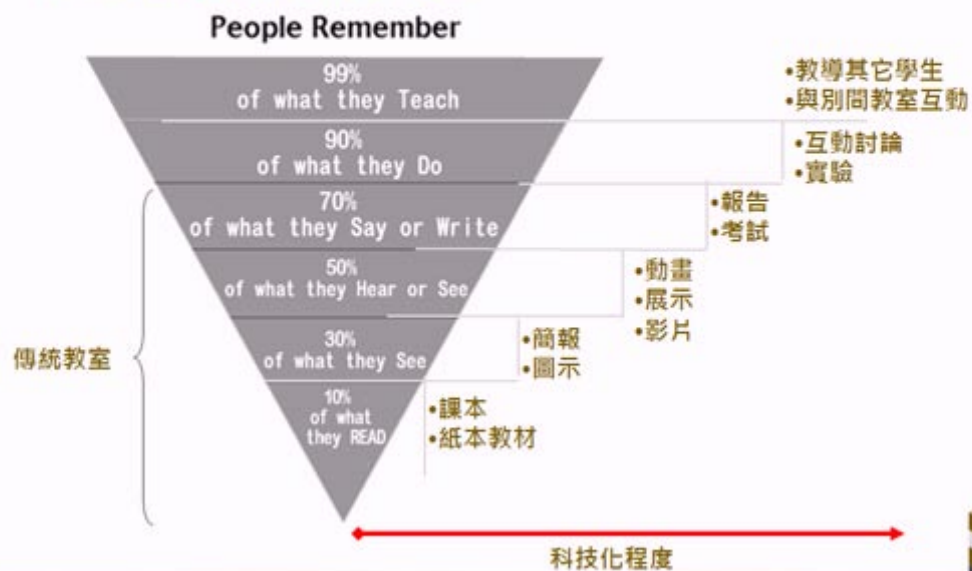 People Remember
99%
of what they Teach
•教導其它學生
•與別間教室互動
90%
of what they Do
•互動討論
•實驗
70%
of what they Say or Write
•報告
•考試
50%
of what they Hear or See
•動畫
•展示
•影片
30%
of what they See
•簡報
•圖示
10%
of what
they READ
•課本
•紙本教材
傳統教室
科技化程度